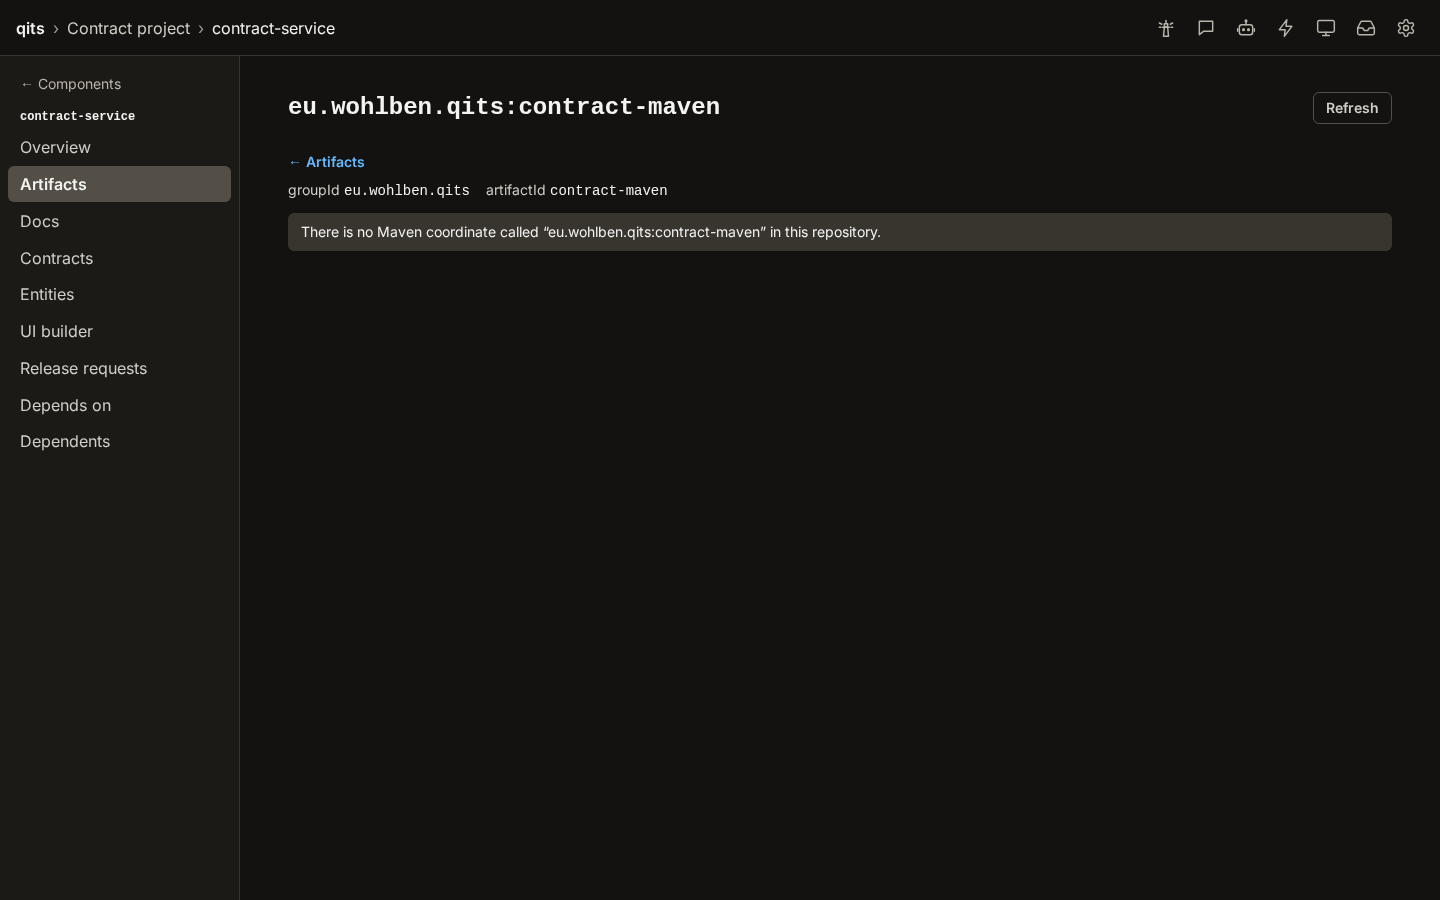 qits › Contract project › contract-service
← Components
contract-service
Overview
Artifacts
Docs
Contracts
Entities
UI builder
Release requests
Depends on
Dependents
eu.wohlben.qits:contract-maven
Refresh
← Artifacts
groupId eu.wohlben.qits artifactId contract-maven
There is no Maven coordinate called “eu.wohlben.qits:contract-maven” in this repository.